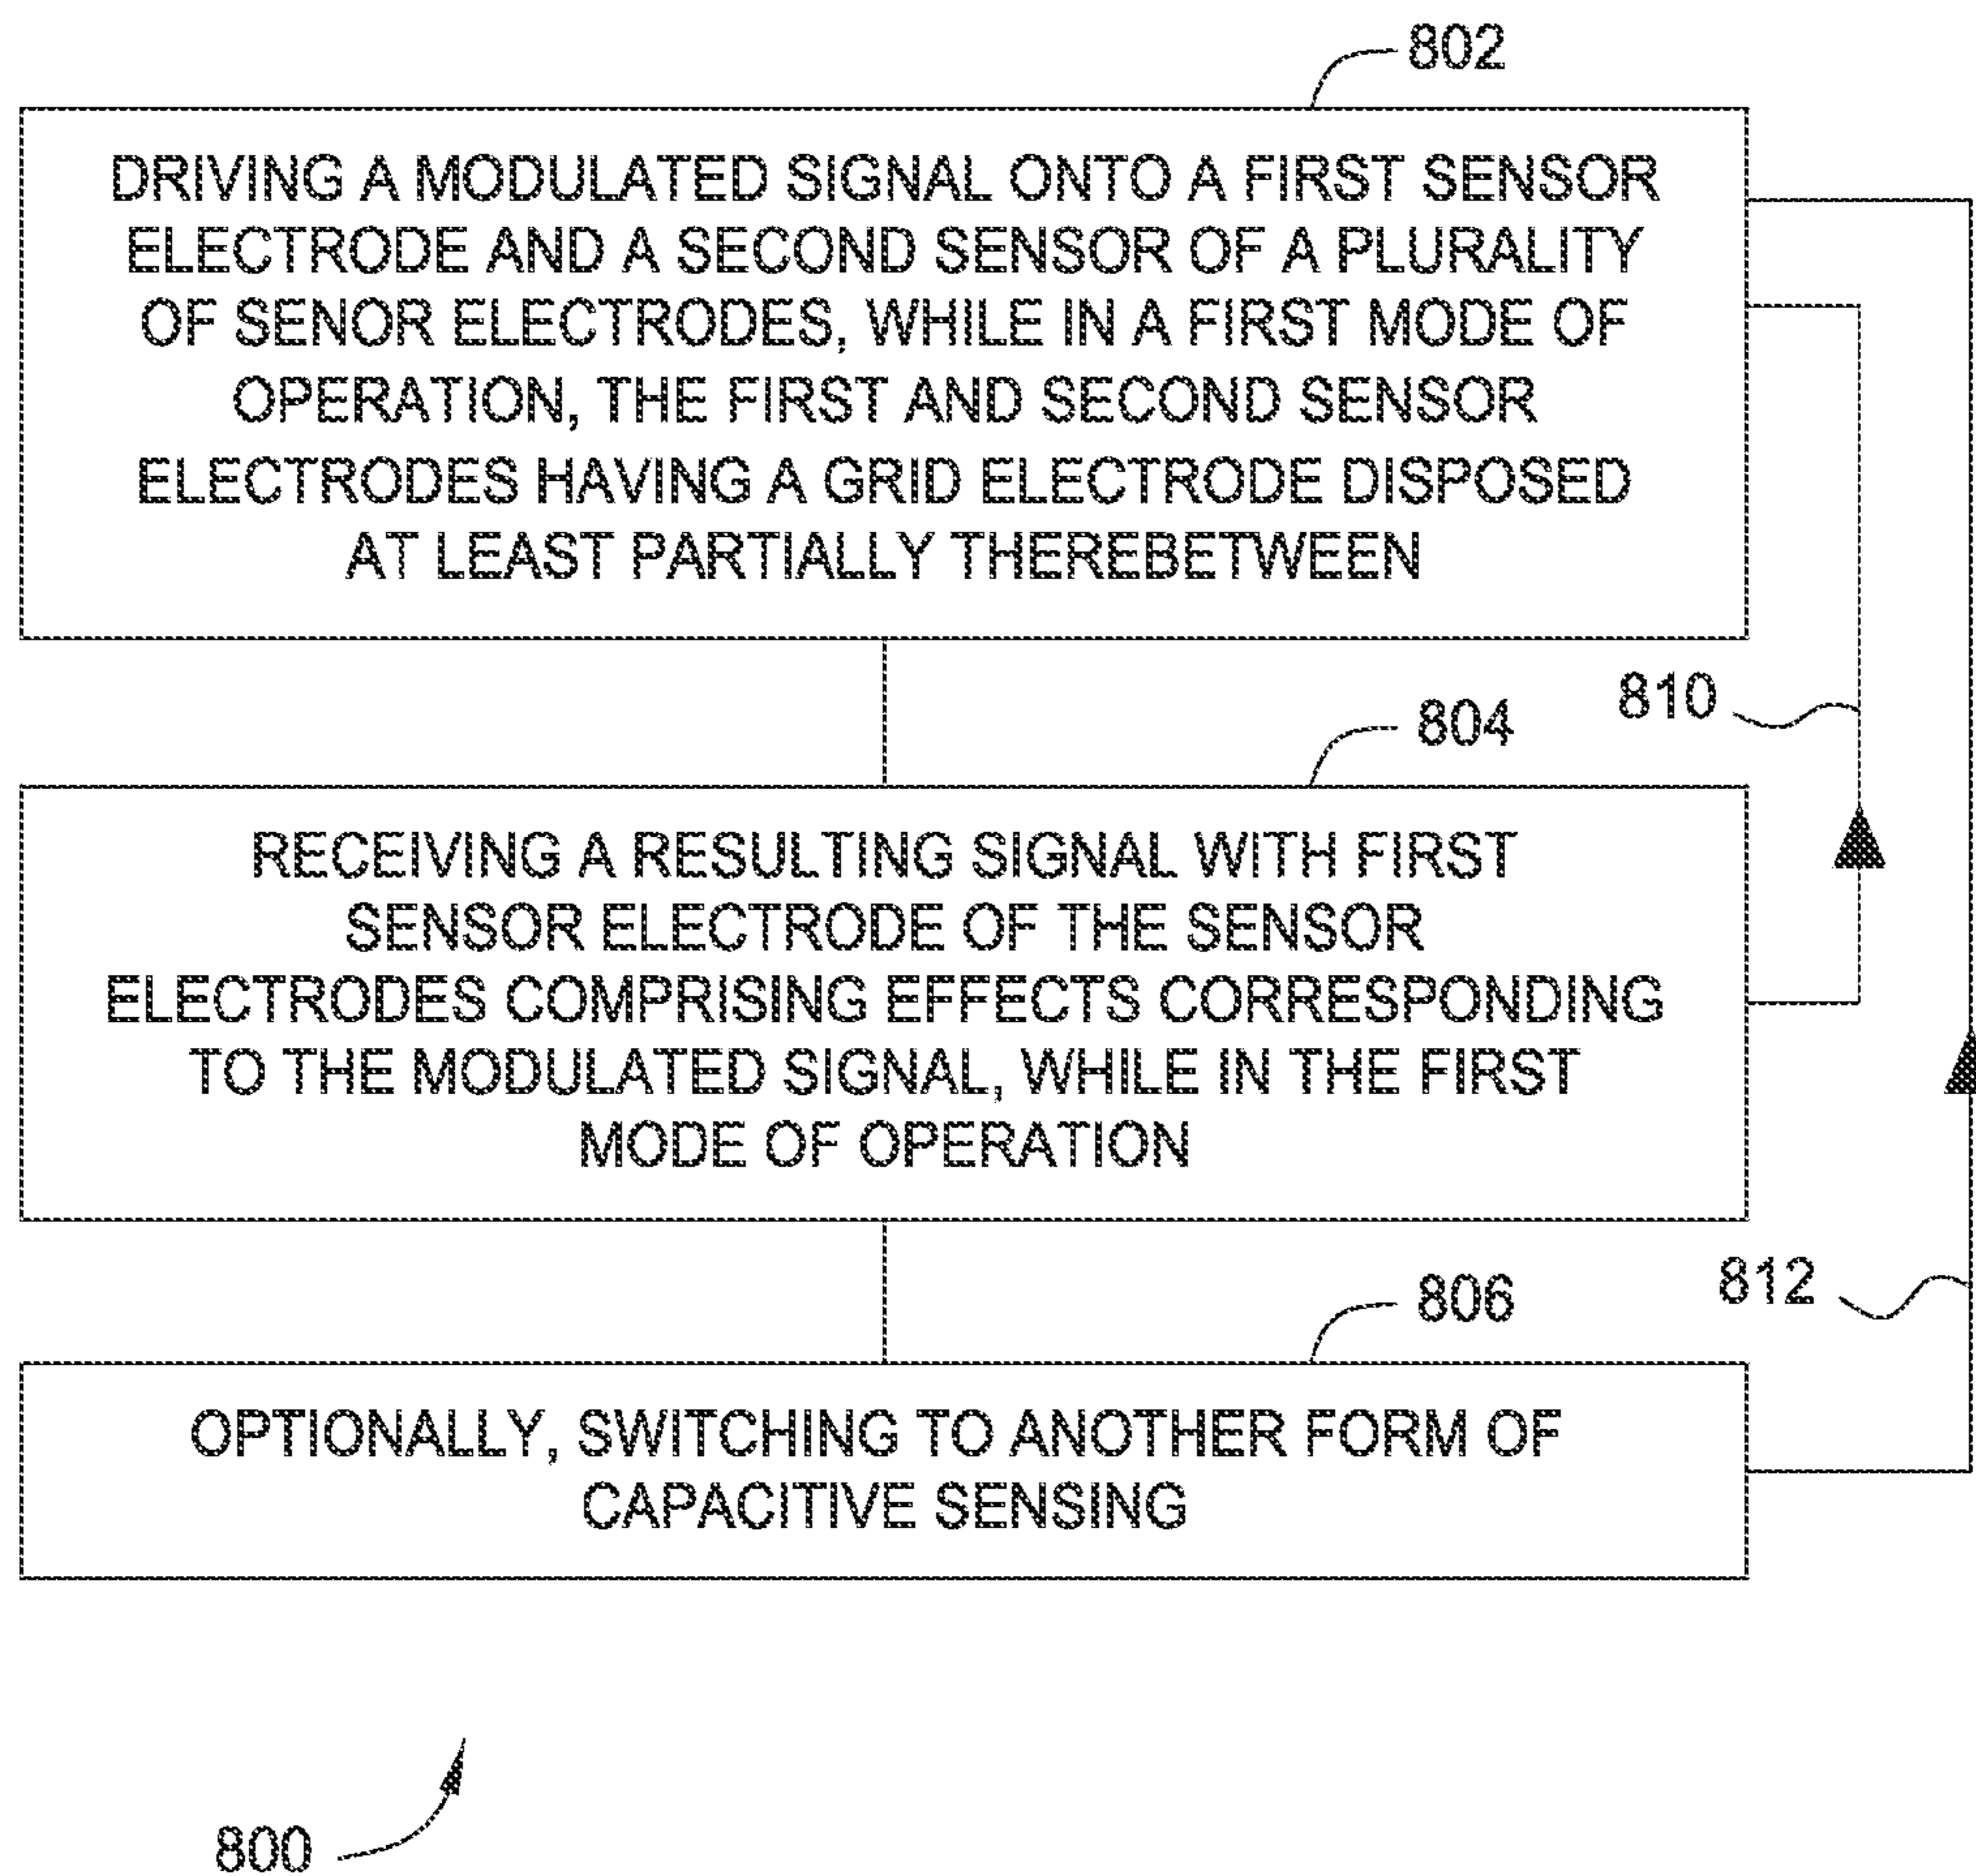 802
DRIVING A MODULATED SIGNAL ONTO A FIRST SENSOR
ELECTRODE AND A SECOND SENSOR OF A PLURALITY
OF SENOR ELECTRODES, WHILE IN A FIRST MODE OF
OPERATION, THE FIRST AND SECOND SENSOR
ELECTRODES HAVING A GRID ELECTRODE DISPOSED
AT LEAST PARTIALLY THEREBETWEEN
810
804
RECEIVING A RESULTING SIGNAL WITH FIRST
SENSOR ELECTRODE OF THE SENSOR
ELECTRODES COMPRISING EFFECTS CORRESPONDING
TO THE MODULATED SIGNAL, WHILE IN THE FIRST
MODE OF OPERATION
812
806
OPTIONALLY, SWITCHING TO ANOTHER FORM OF
CAPACITIVE SENSING
800